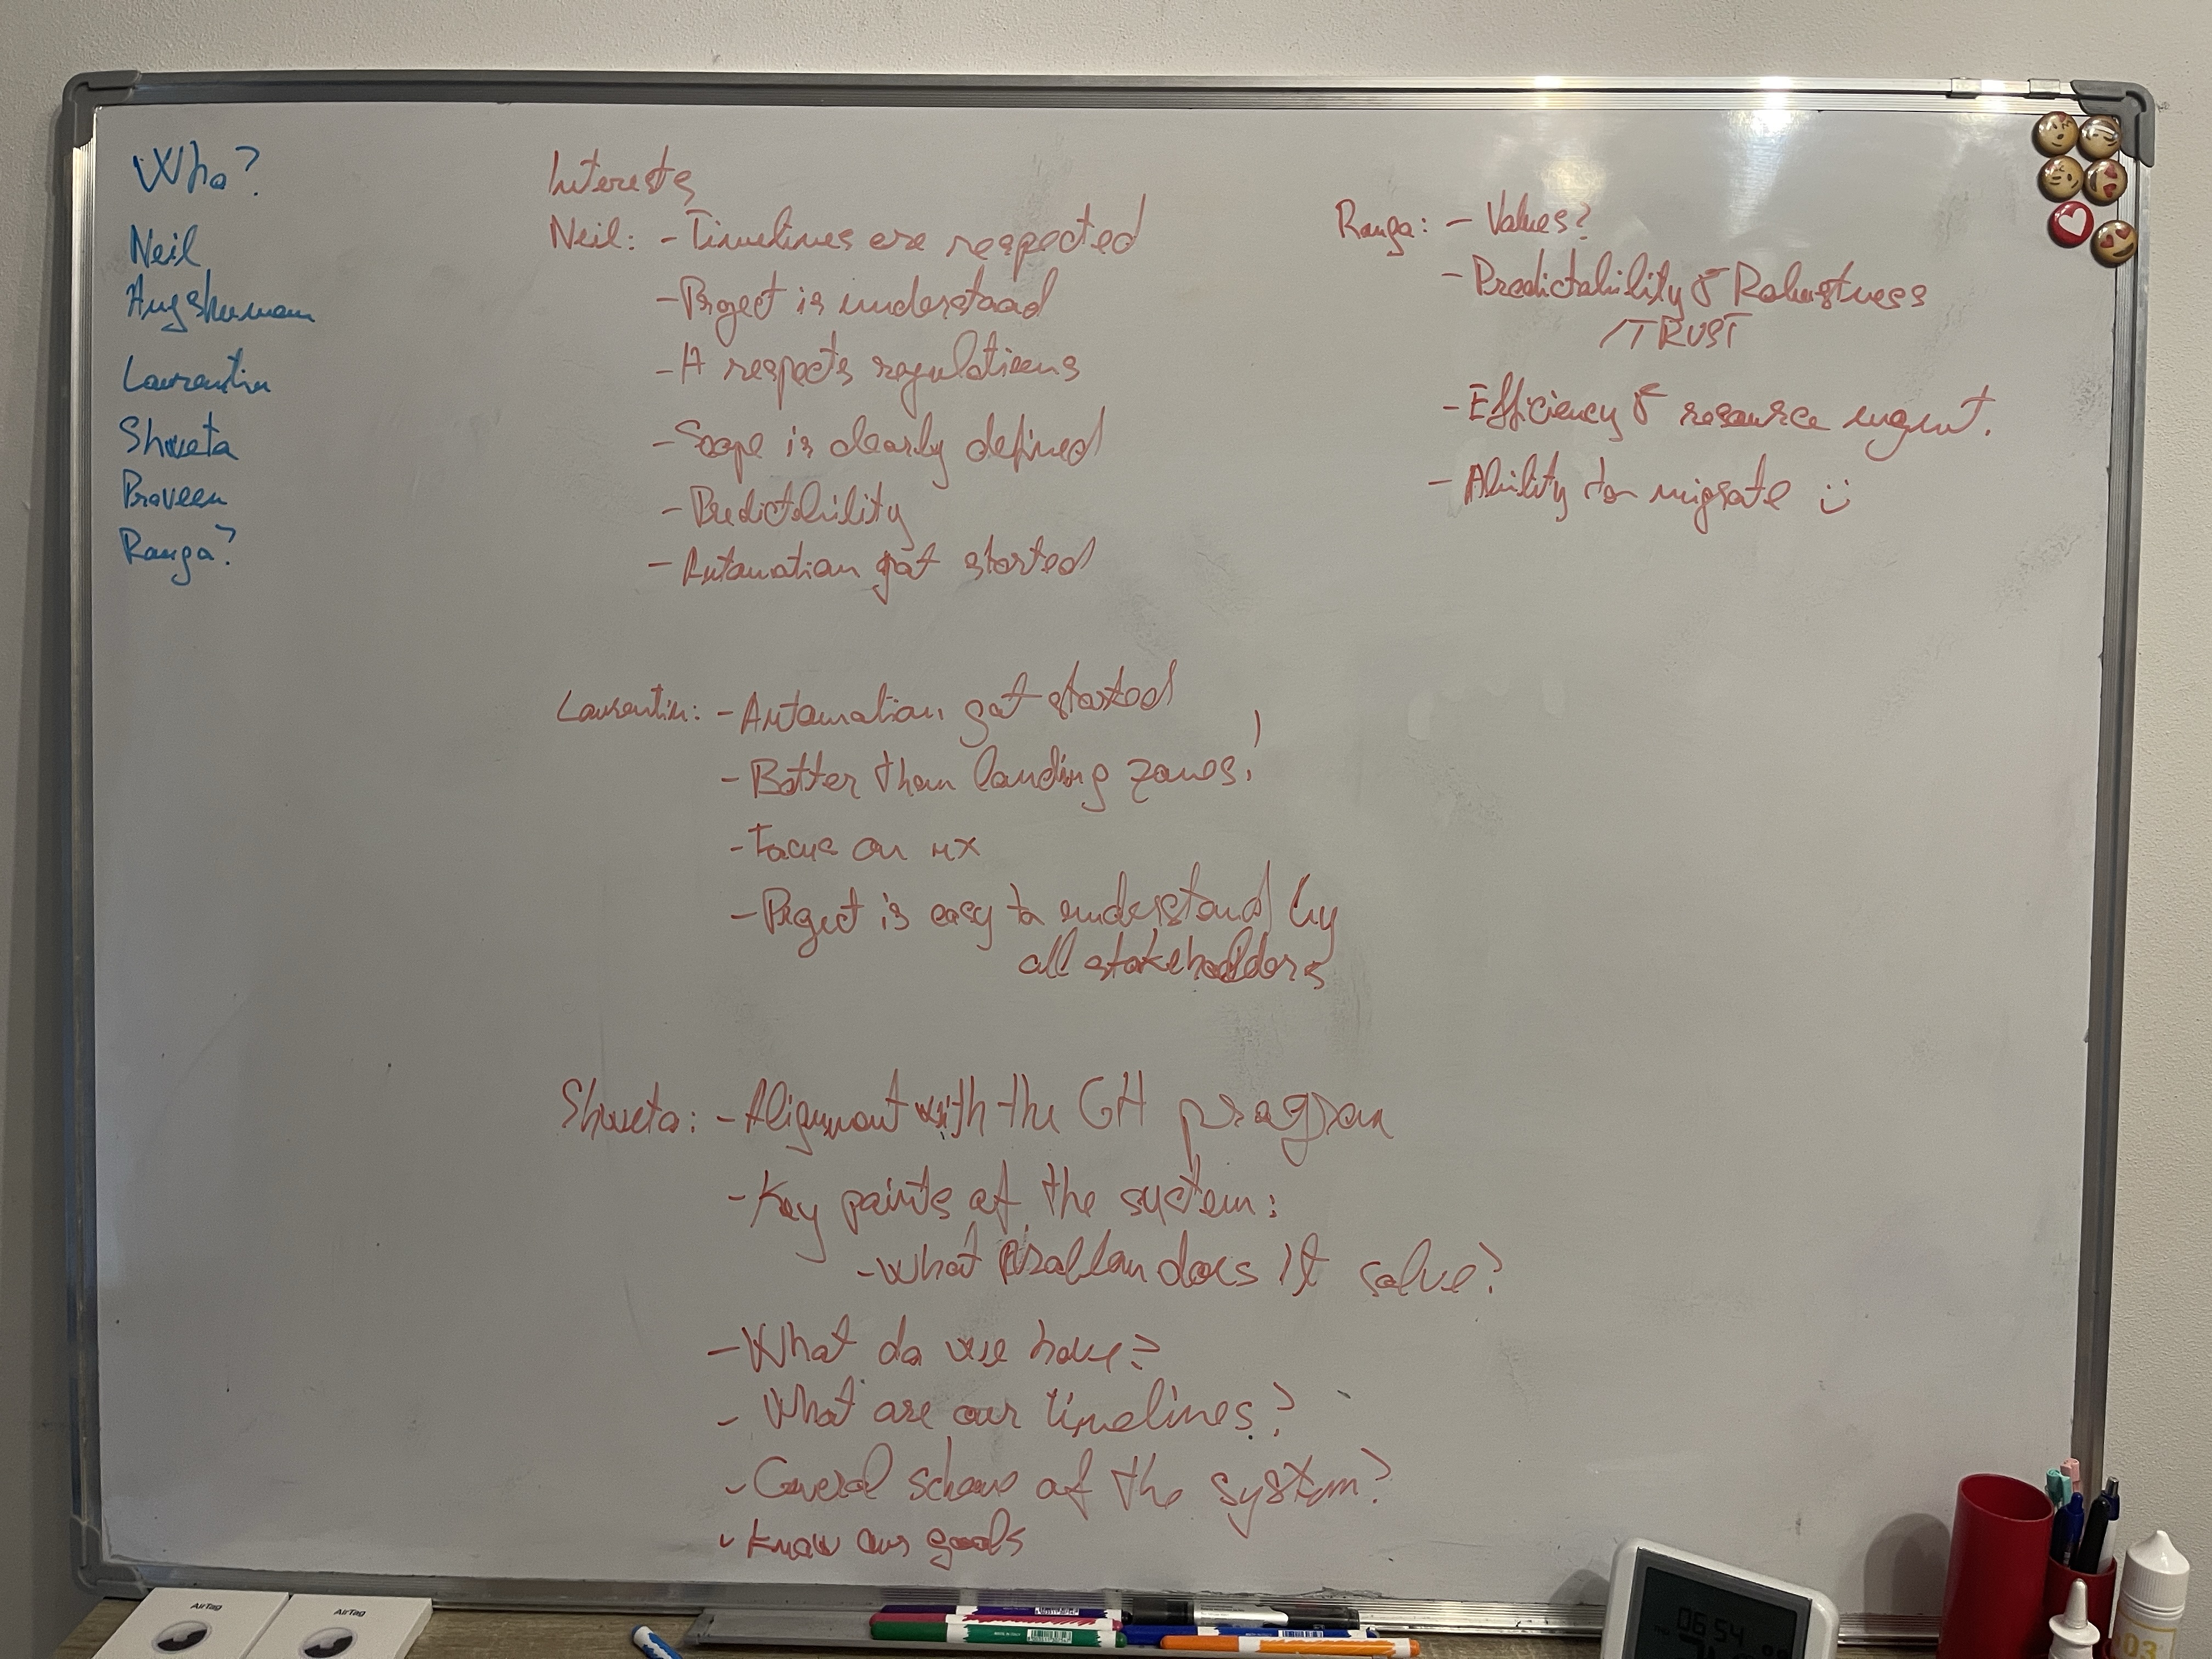 Who?
Neil
Angshuman
Laurentiu
Shweta
Praveen
Ranga?
Interests
Neil: - Timelines are respected
- Project is understood
- A respects regulations
- Scope is clearly defined
- Predictability
- Automation got started
Laurentiu: - Automation got started
- Better than landing zones!
- Focus on ux
- Project is easy to understand by
all stakeholders
Shweta: - Alignment with the GH program
- Key points of the system:
- What problem does it solve?
- What do we have?
- What are our timelines?
- General scheme of the system?
- Know our goals
Ranga: - Values?
- Predictability & Robustness
/TRUST
- Efficiency & resource mgmt.
- Ability to migrate :)
AirTag
AirTag
06:54
03